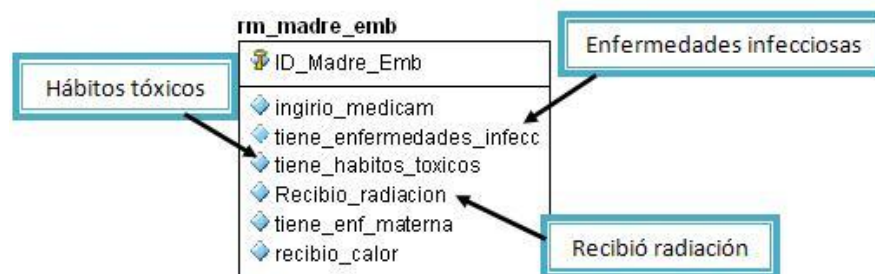 rm_madre_emb
Enfermedades infecciosas
ID_Madre_Emb
Hábitos tóxicos
ingirio_medicam
tiene_enfermedades_infecc
tiene_habitos_toxicos
Recibio_radiacion
tiene_enf_materna
Recibió radiación
recibio_calor